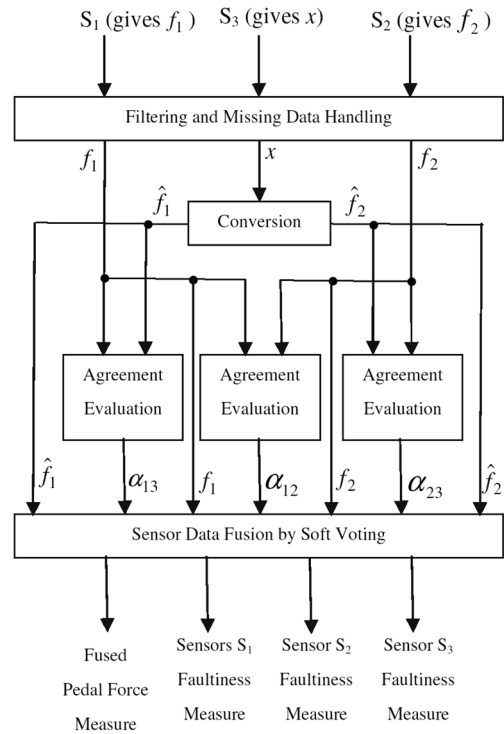 S₁ (gives f₁ )
S₃ (gives x)
S₂ (gives f₂ )
Filtering and Missing Data Handling
f₁
x
f₂
f̂₁
Conversion
f̂₂
Agreement
Evaluation
Agreement
Evaluation
Agreement
Evaluation
f̂₁
α₁₃
f₁
α₁₂
f₂
α₂₃
f̂₂
Sensor Data Fusion by Soft Voting
Fused
Pedal Force
Measure
Sensors S₁
Faultiness
Measure
Sensor S₂
Faultiness
Measure
Sensor S₃
Faultiness
Measure